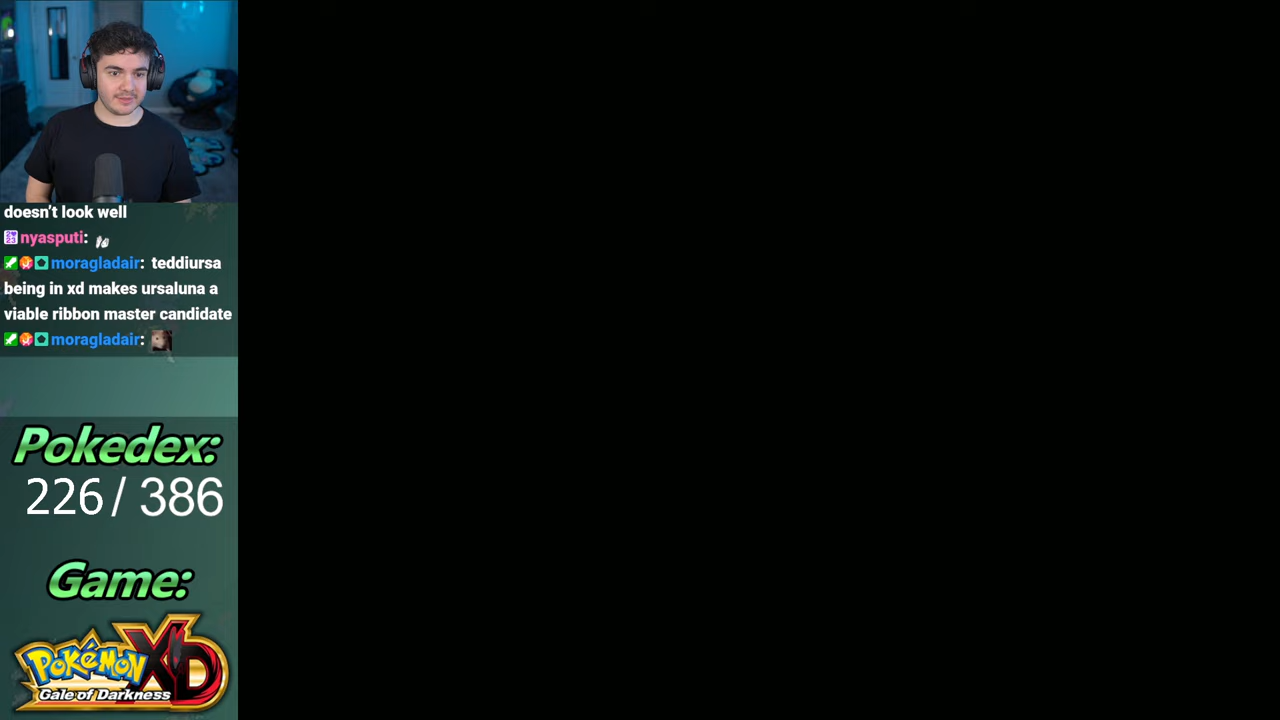 doesn't look well
nyasputi:
moragladair: teddiursa
being in xd makes ursaluna a
viable ribbon master candidate
moragladair:
Pokedex:
226 / 386
Game:
POKéMON XD
Gale of Darkness